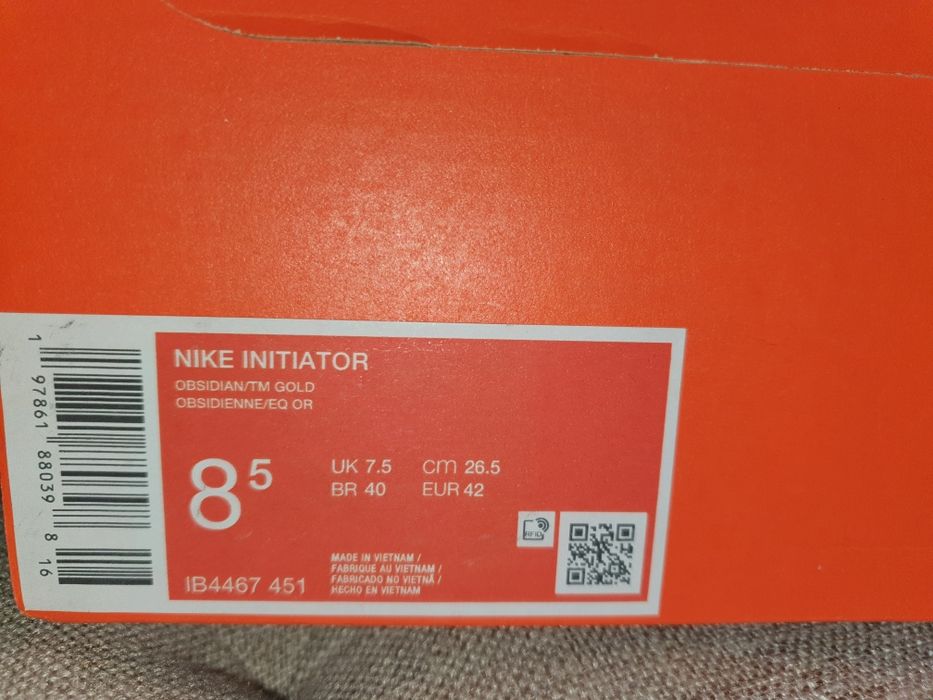 NIKE INITIATOR
OBSIDIAN/TM GOLD
OBSIDIENNE/EQ OR
8⁵
UK 7.5 CM 26.5
BR 40 EUR 42
RFID
MADE IN VIETNAM /
FABRIQUE AU VIETNAM /
FABRICADO NO VIETNÃ /
HECHO EN VIETNAM
IB4467 451
1 97861 88039 8 16